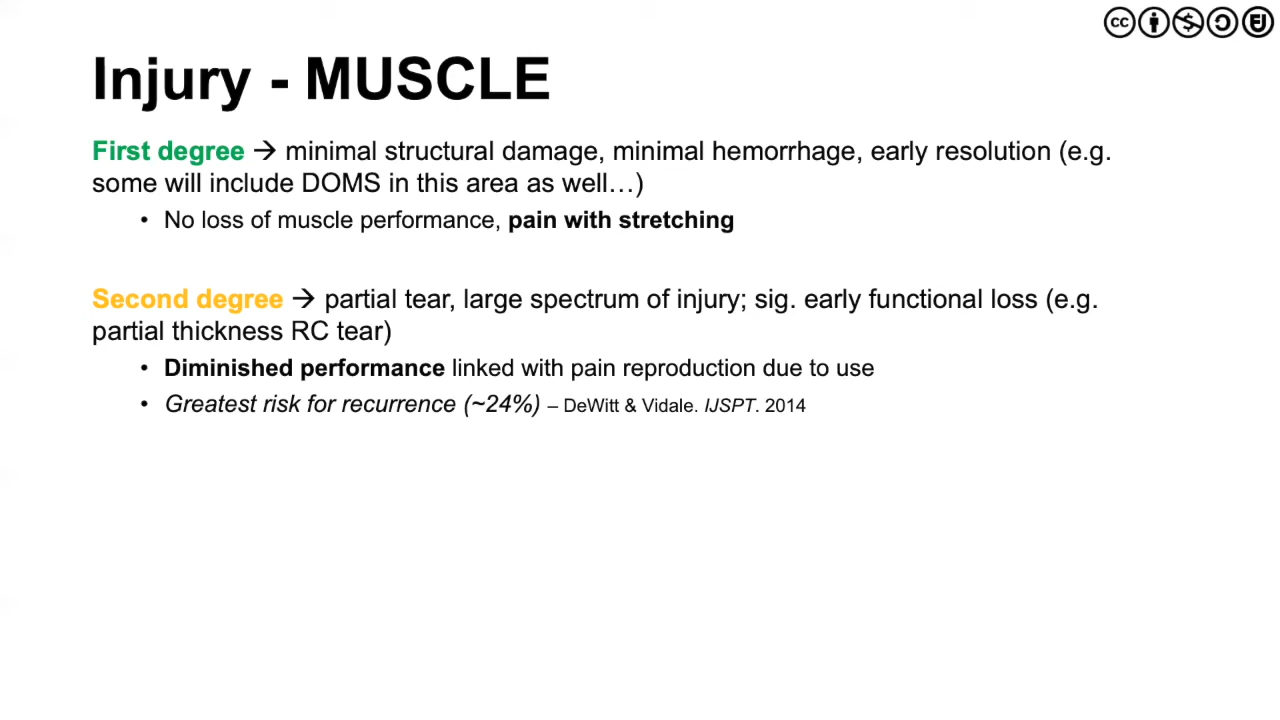 Injury - MUSCLE
First degree → minimal structural damage, minimal hemorrhage, early resolution (e.g.
some will include DOMS in this area as well…)
• No loss of muscle performance, pain with stretching
Second degree → partial tear, large spectrum of injury; sig. early functional loss (e.g.
partial thickness RC tear)
• Diminished performance linked with pain reproduction due to use
• Greatest risk for recurrence (~24%) – DeWitt & Vidale. IJSPT. 2014